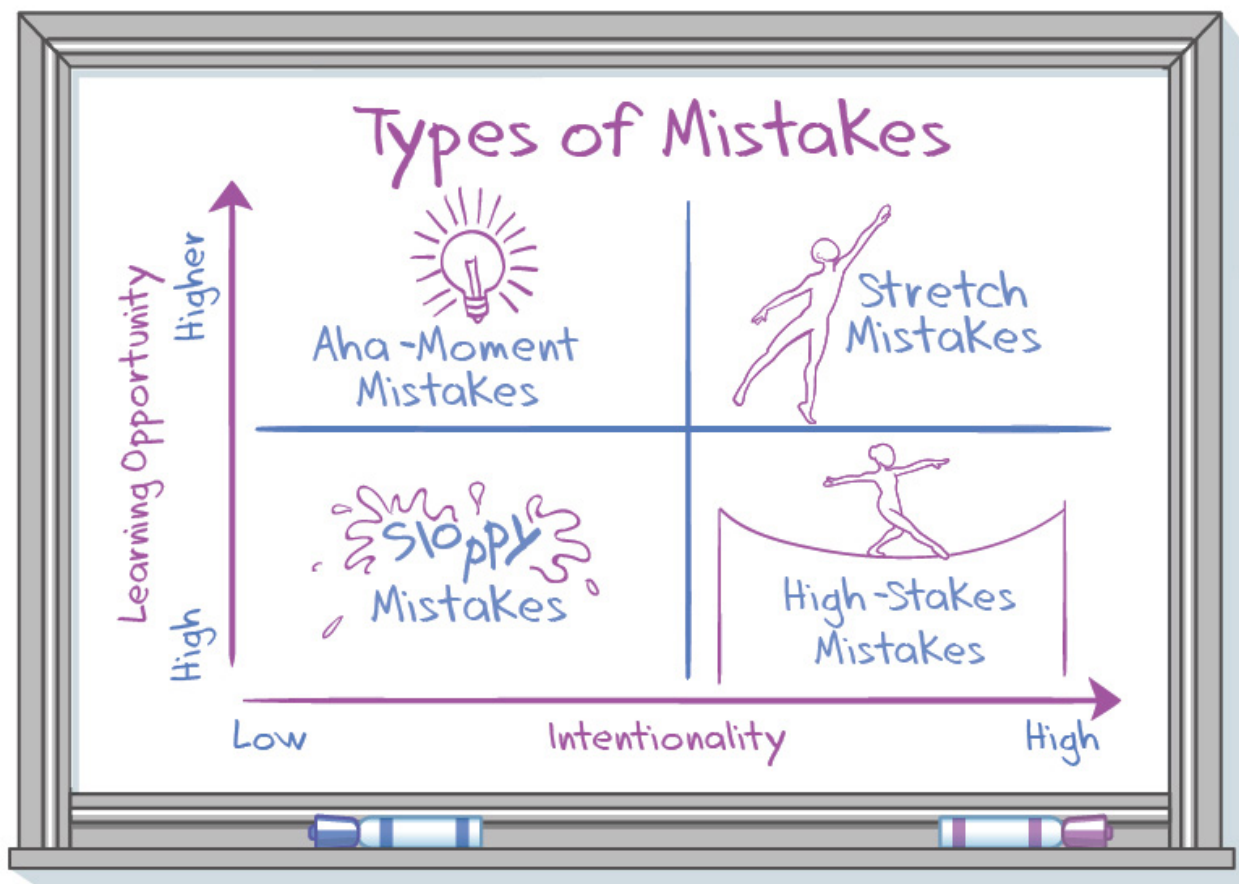 Types of Mistakes
Higher
Learning Opportunity
High
Aha-Moment
Mistakes
Stretch
Mistakes
Sloppy
Mistakes
High-Stakes
Mistakes
Low
Intentionality
High